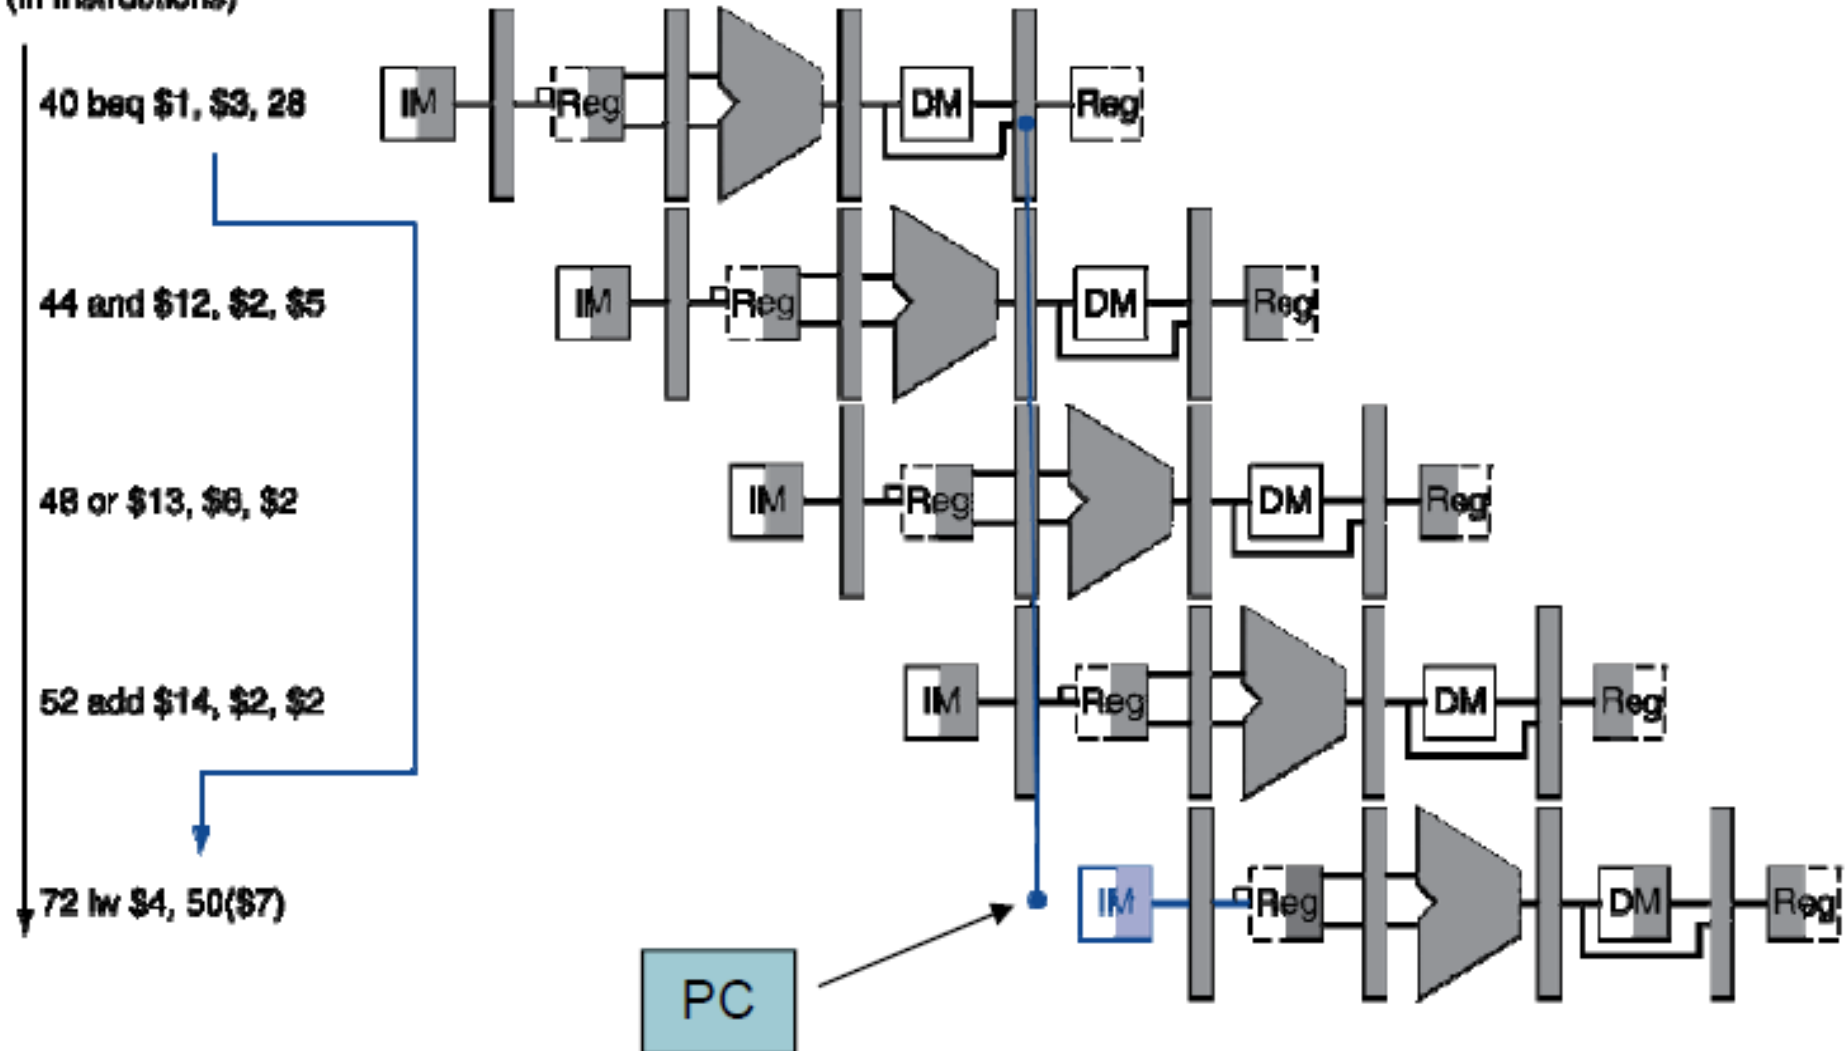 (in instructions)
40 beq $1, $3, 28
IM Reg DM Reg
44 and $12, $2, $5
IM Reg DM Reg
48 or $13, $6, $2
IM Reg DM Reg
52 add $14, $2, $2
IM Reg DM Reg
72 lw $4, 50($7)
IM Reg DM Reg
PC